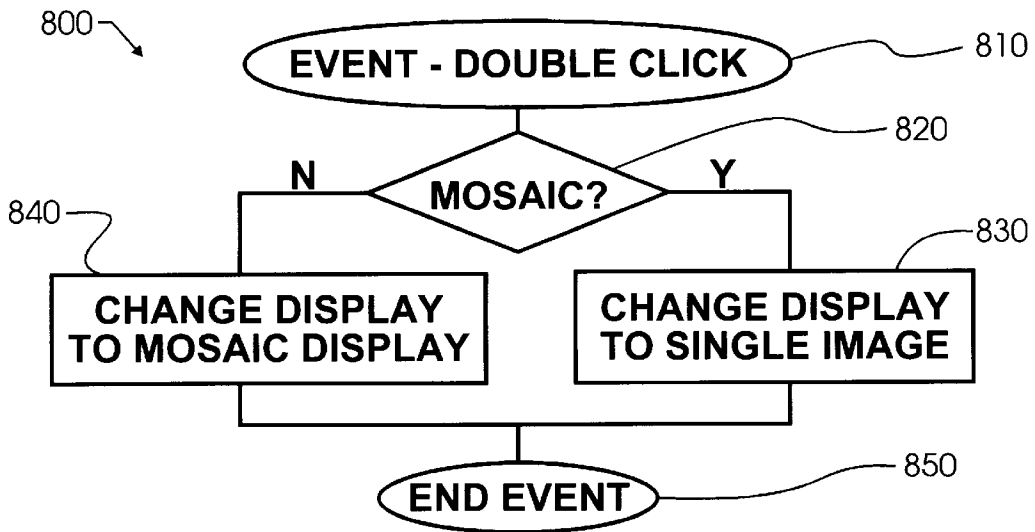 800
EVENT - DOUBLE CLICK
810
820
N
MOSAIC?
Y
840
830
CHANGE DISPLAY
TO MOSAIC DISPLAY
CHANGE DISPLAY
TO SINGLE IMAGE
850
END EVENT